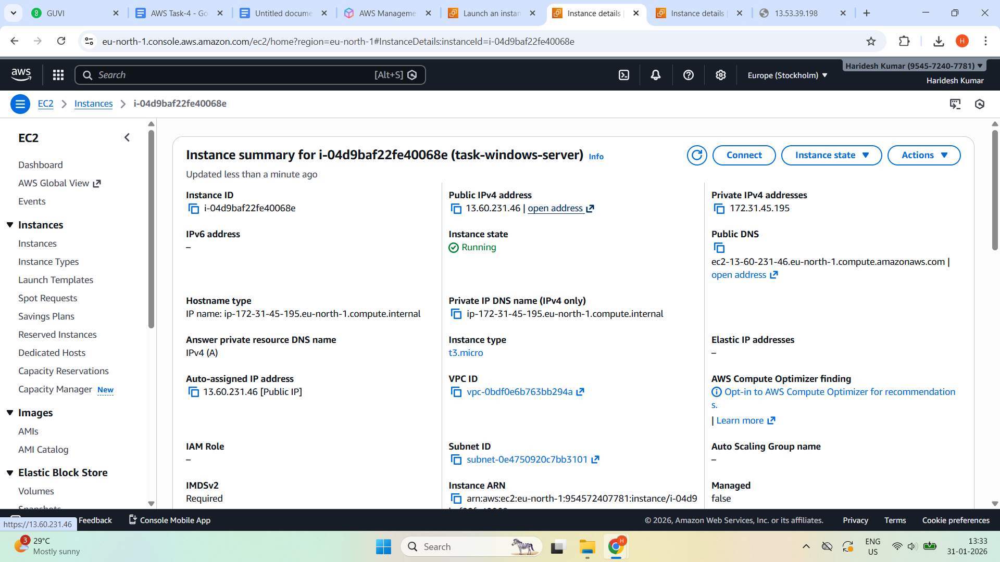 GUVI
AWS Task-4 - Go
Untitled docume
AWS Manageme
Launch an instan
Instance details |
Instance details |
13.53.39.198
eu-north-1.console.aws.amazon.com/ec2/home?region=eu-north-1#InstanceDetails:instanceId=i-04d9baf22fe40068e
H
aws
Search
[Alt+S]
Europe (Stockholm)
Haridesh Kumar (9545-7240-7781)
Haridesh Kumar
EC2
Instances
i-04d9baf22fe40068e
EC2
Dashboard
AWS Global View
Events
Instances
Instances
Instance Types
Launch Templates
Spot Requests
Savings Plans
Reserved Instances
Dedicated Hosts
Capacity Reservations
Capacity Manager New
Images
AMIs
AMI Catalog
Elastic Block Store
Volumes
Snapshots
Instance summary for i-04d9baf22fe40068e (task-windows-server) Info
Updated less than a minute ago
Connect
Instance state
Actions
Instance ID
i-04d9baf22fe40068e
Public IPv4 address
13.60.231.46 | open address
Private IPv4 addresses
172.31.45.195
IPv6 address
–
Instance state
Running
Public DNS
ec2-13-60-231-46.eu-north-1.compute.amazonaws.com |
open address
Hostname type
IP name: ip-172-31-45-195.eu-north-1.compute.internal
Private IP DNS name (IPv4 only)
ip-172-31-45-195.eu-north-1.compute.internal
Answer private resource DNS name
IPv4 (A)
Instance type
t3.micro
Elastic IP addresses
–
Auto-assigned IP address
13.60.231.46 [Public IP]
VPC ID
vpc-0bdf0e6b763bb294a
AWS Compute Optimizer finding
Opt-in to AWS Compute Optimizer for recommendation
s.
| Learn more
IAM Role
–
Subnet ID
subnet-0e4750920c7bb3101
Auto Scaling Group name
–
IMDSv2
Required
Instance ARN
arn:aws:ec2:eu-north-1:954572407781:instance/i-04d9
Managed
false
https://13.60.231.46
Feedback
Console Mobile App
© 2026, Amazon Web Services, Inc. or its affiliates.
Privacy
Terms
Cookie preferences
3
29°C
Mostly sunny
Search
H
ENG
US
13:33
31-01-2026